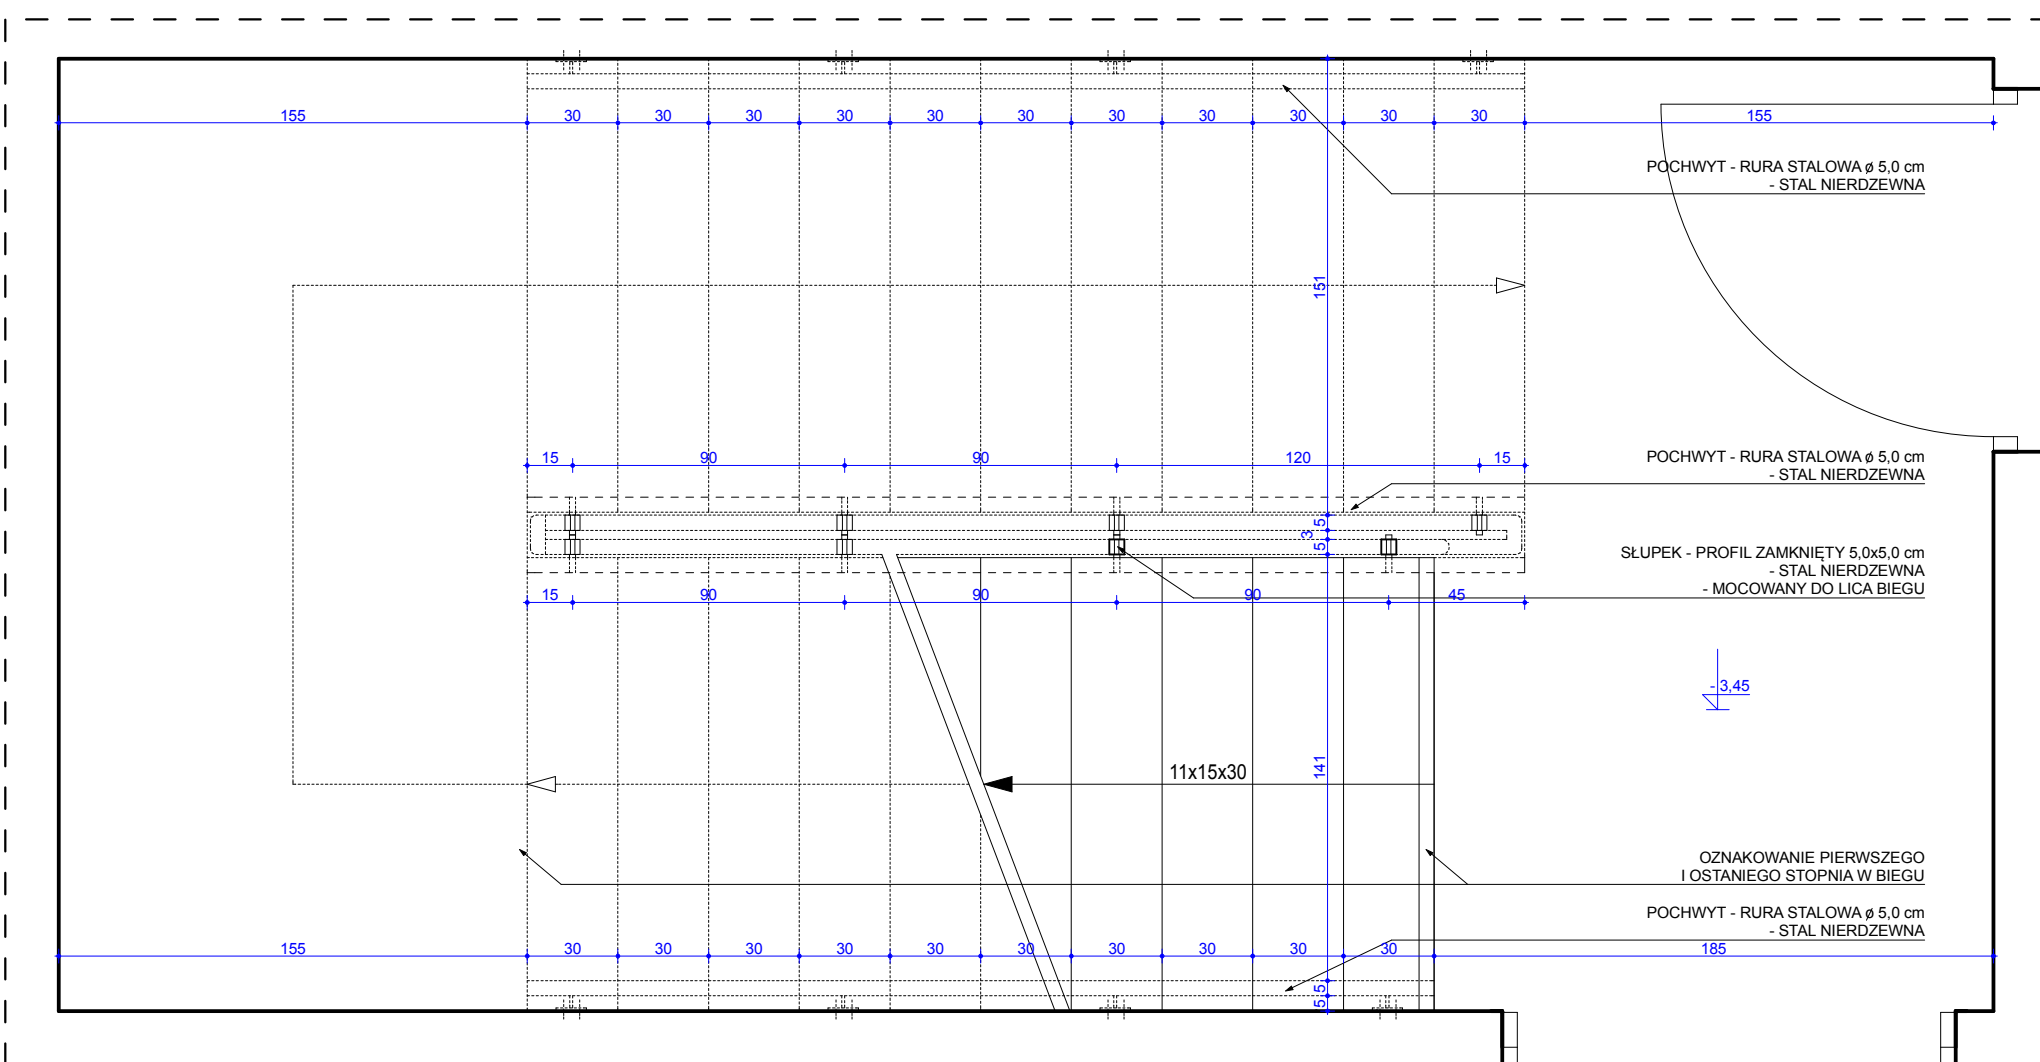 155 30 30 30 30 30 30 30 30 30 30 30 155
POCHWYT - RURA STALOWA ø 5,0 cm
- STAL NIERDZEWNA
151
15 90 90 120 15
POCHWYT - RURA STALOWA ø 5,0 cm
- STAL NIERDZEWNA
5
3
5
SŁUPEK - PROFIL ZAMKNIĘTY 5,0x5,0 cm
- STAL NIERDZEWNA
- MOCOWANY DO LICA BIEGU
15 90 90 90 45
- 3,45
141
11x15x30
OZNAKOWANIE PIERWSZEGO
I OSTANIEGO STOPNIA W BIEGU
POCHWYT - RURA STALOWA ø 5,0 cm
- STAL NIERDZEWNA
155 30 30 30 30 30 30 30 30 30 30 185
5
5